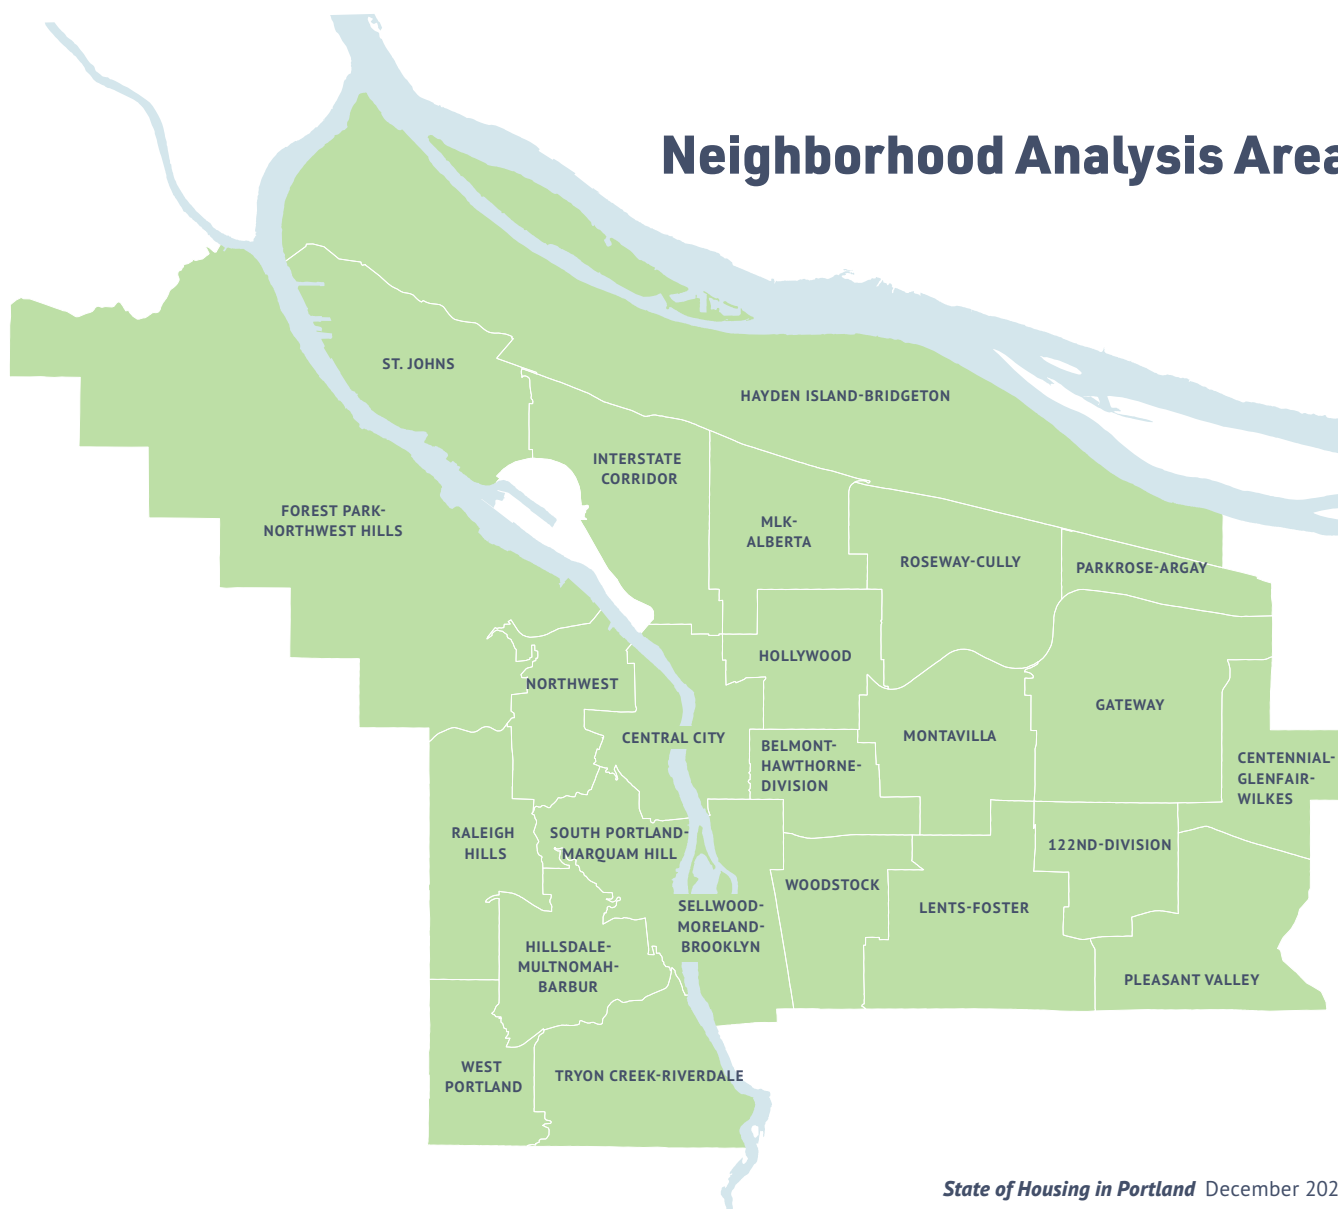 Neighborhood Analysis Area
ST. JOHNS
HAYDEN ISLAND-BRIDGETON
INTERSTATE
CORRIDOR
FOREST PARK-
NORTHWEST HILLS
MLK-
ALBERTA
ROSEWAY-CULLY
PARKROSE-ARGAY
HOLLYWOOD
NORTHWEST
GATEWAY
CENTRAL CITY
MONTAVILLA
BELMONT-
HAWTHORNE-
DIVISION
CENTENNIAL-
GLENFAIR-
WILKES
RALEIGH
HILLS
SOUTH PORTLAND-
MARQUAM HILL
122ND-DIVISION
WOODSTOCK
LENTS-FOSTER
SELLWOOD-
MORELAND-
BROOKLYN
HILLSDALE-
MULTNOMAH-
BARBUR
PLEASANT VALLEY
WEST
PORTLAND
TRYON CREEK-RIVERDALE
State of Housing in Portland December 202